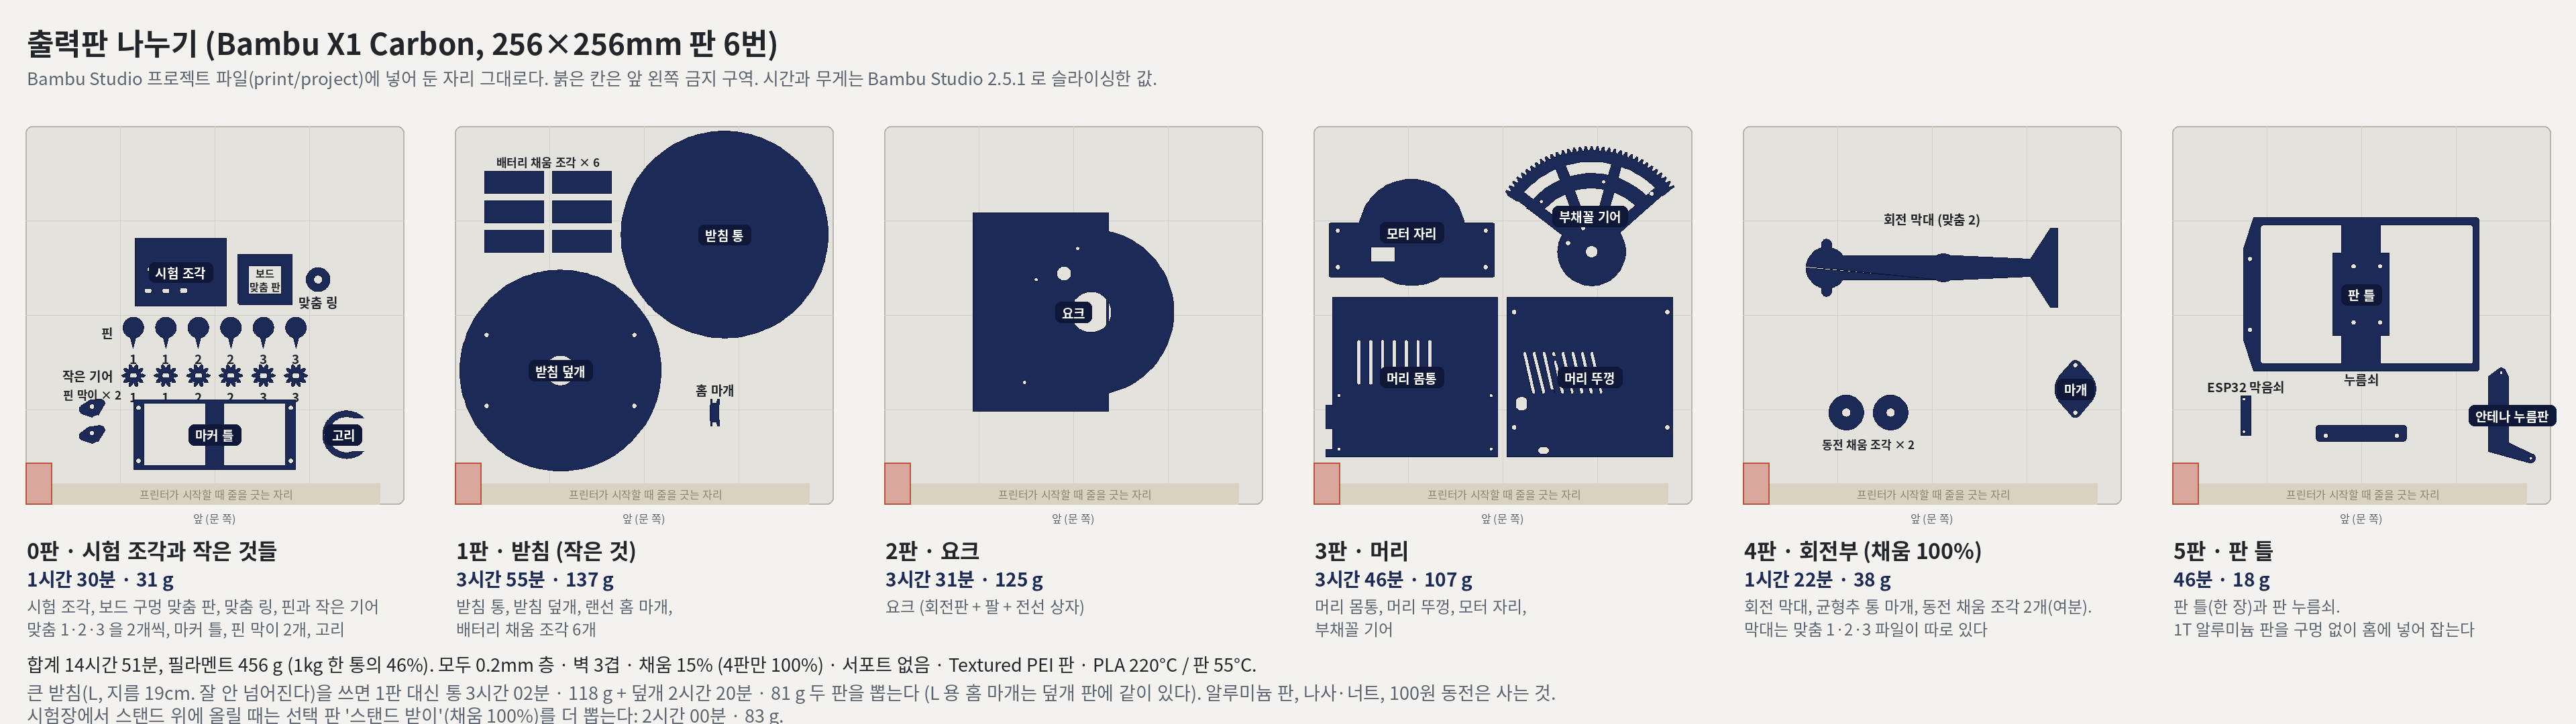 출력판 나누기 (Bambu X1 Carbon, 256×256mm 판 6번)
Bambu Studio 프로젝트 파일(print/project)에 넣어 둔 자리 그대로다. 붉은 칸은 앞 왼쪽 금지 구역. 시간과 무게는 Bambu Studio 2.5.1 로 슬라이싱한 값.
시험 조각
보드
맞춤 판
맞춤 링
핀
1 1 2 2 3 3
작은 기어
핀 막이 × 2
1 1 2 2 3 3
마커 틀
고리
프린터가 시작할 때 줄을 긋는 자리
앞 (문 쪽)
0판 · 시험 조각과 작은 것들
1시간 30분 · 31 g
시험 조각, 보드 구멍 맞춤 판, 맞춤 링, 핀과 작은 기어
맞춤 1·2·3 을 2개씩, 마커 틀, 핀 막이 2개, 고리
배터리 채움 조각 × 6
받침 통
받침 덮개
홈 마개
프린터가 시작할 때 줄을 긋는 자리
앞 (문 쪽)
1판 · 받침 (작은 것)
3시간 55분 · 137 g
받침 통, 받침 덮개, 랜선 홈 마개,
배터리 채움 조각 6개
요크
프린터가 시작할 때 줄을 긋는 자리
앞 (문 쪽)
2판 · 요크
3시간 31분 · 125 g
요크 (회전판 + 팔 + 전선 상자)
모터 자리
부채꼴 기어
머리 몸통
머리 뚜껑
프린터가 시작할 때 줄을 긋는 자리
앞 (문 쪽)
3판 · 머리
3시간 46분 · 107 g
머리 몸통, 머리 뚜껑, 모터 자리,
부채꼴 기어
회전 막대 (맞춤 2)
마개
동전 채움 조각 × 2
프린터가 시작할 때 줄을 긋는 자리
앞 (문 쪽)
4판 · 회전부 (채움 100%)
1시간 22분 · 38 g
회전 막대, 균형추 통 마개, 동전 채움 조각 2개(여분).
막대는 맞춤 1·2·3 파일이 따로 있다
판 틀
ESP32 막음쇠
누름쇠
안테나 누름판
프린터가 시작할 때 줄을 긋는 자리
앞 (문 쪽)
5판 · 판 틀
46분 · 18 g
판 틀(한 장)과 판 누름쇠.
1T 알루미늄 판을 구멍 없이 홈에 넣어 잡는다
합계 14시간 51분, 필라멘트 456 g (1kg 한 통의 46%). 모두 0.2mm 층 · 벽 3겹 · 채움 15% (4판만 100%) · 서포트 없음 · Textured PEI 판 · PLA 220°C / 판 55°C.
큰 받침(L, 지름 19cm. 잘 안 넘어진다)을 쓰면 1판 대신 통 3시간 02분 · 118 g + 덮개 2시간 20분 · 81 g 두 판을 뽑는다 (L 용 홈 마개는 덮개 판에 같이 있다). 알루미늄 판, 나사·너트, 100원 동전은 사는 것.
시험장에서 스탠드 위에 올릴 때는 선택 판 '스탠드 받이'(채움 100%)를 더 뽑는다: 2시간 00분 · 83 g.